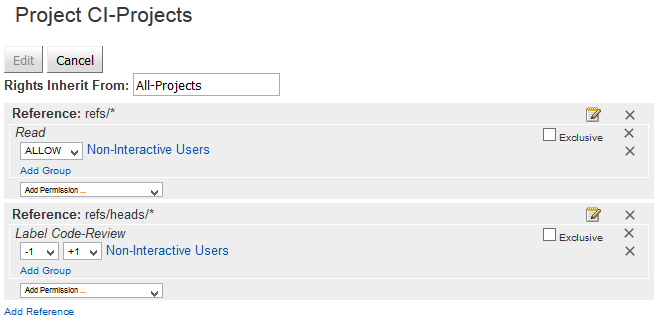 Project CI-Projects
Edit Cancel
Rights Inherit From: All-Projects
Reference: refs/*
Read Exclusive
ALLOW Non-Interactive Users
Add Group
Add Permission ...
Reference: refs/heads/*
Label Code-Review Exclusive
-1 +1 Non-Interactive Users
Add Group
Add Permission ...
Add Reference